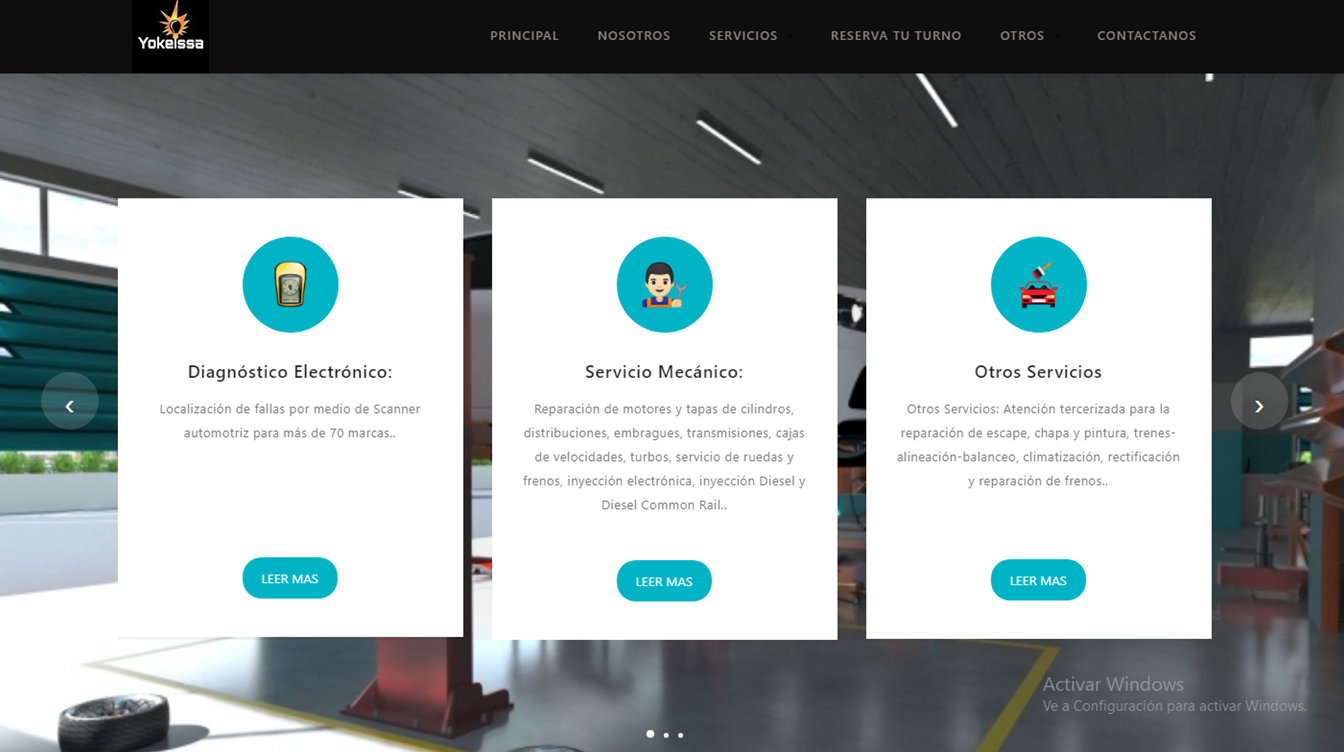 Yokeissa
PRINCIPAL NOSOTROS SERVICIOS RESERVA TU TURNO OTROS CONTACTANOS
Diagnóstico Electrónico:
Localización de fallas por medio de Scanner
automotriz para más de 70 marcas..
LEER MAS
Servicio Mecánico:
Reparación de motores y tapas de cilindros,
distribuciones, embragues, transmisiones, cajas
de velocidades, turbos, servicio de ruedas y
frenos, inyección electrónica, inyección Diesel y
Diesel Common Rail..
LEER MAS
Otros Servicios
Otros Servicios: Atención tercerizada para la
reparación de escape, chapa y pintura, trenes-
alineación-balanceo, climatización, rectificación
y reparación de frenos..
LEER MAS
Activar Windows
Ve a Configuración para activar Windows.